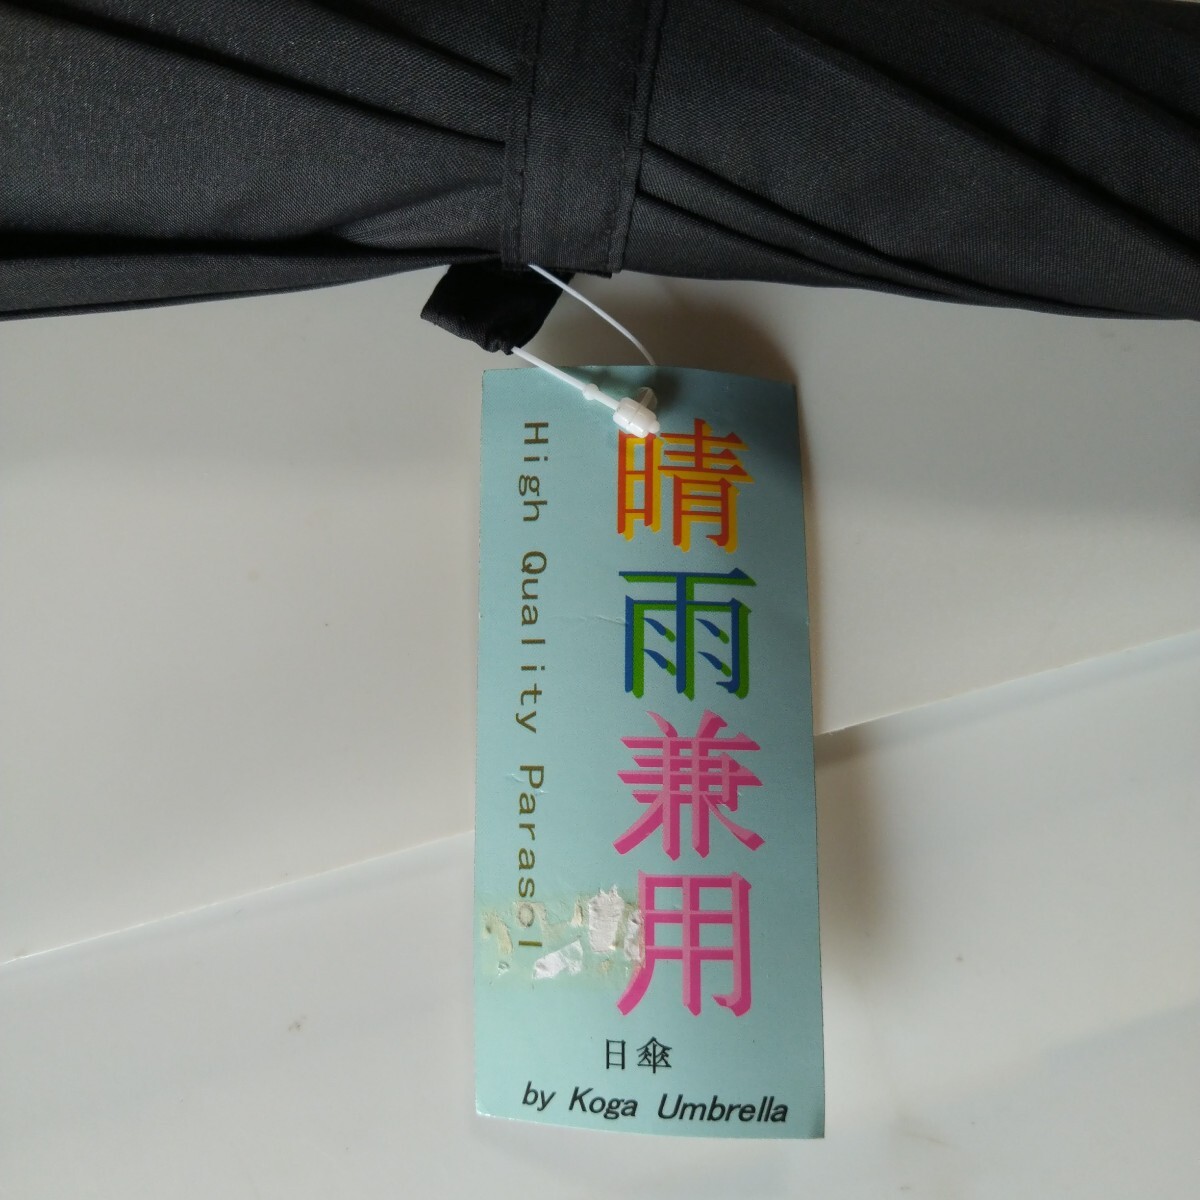 晴雨兼用
High Quality Parasol
日傘
by Koga Umbrella